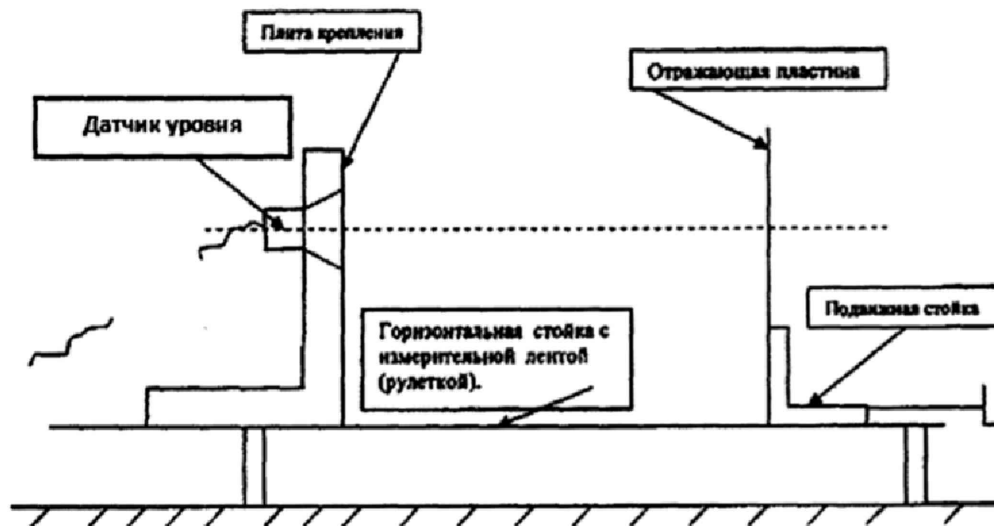 Плита крепления
Отражающая пластина
Датчик уровня
Подвижная стойка
Горизонтальная стойка с
измерительной лентой
(рулеткой).